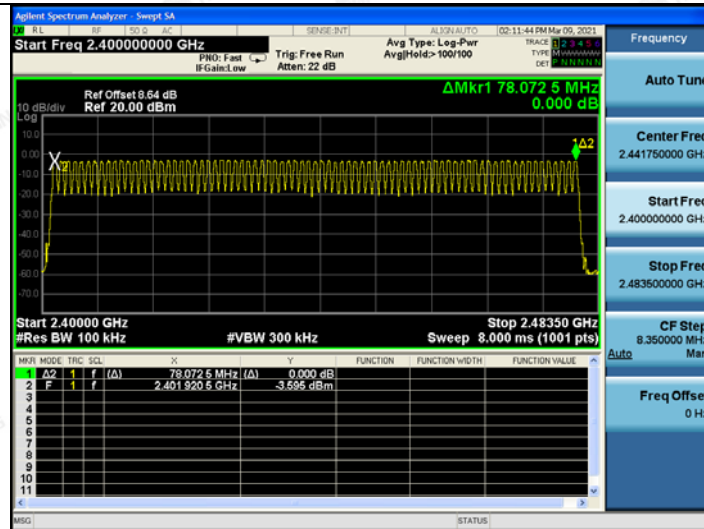 Agilent Spectrum Analyzer - Swept SA
RL RF 50 Ω AC SENSE:INT ALIGNAUTO 02:11:44 PM Mar 09, 2021
Start Freq 2.400000000 GHz
PNO: Fast
IFGain:Low
Trig: Free Run
Atten: 22 dB
Avg Type: Log-Pwr
Avg|Hold:>100/100
TRACE 1 2 3 4 5 6
TYPE M
DET P N N N N N
Ref Offset 8.64 dB
Ref 20.00 dBm
10 dB/div
Log
ΔMkr1 78.072 5 MHz
0.000 dB
10.0
0.00
-10.0
-20.0
-30.0
-40.0
-50.0
-60.0
-70.0
X2
1Δ2
Start 2.40000 GHz
Stop 2.48350 GHz
#Res BW 100 kHz #VBW 300 kHz Sweep 8.000 ms (1001 pts)
MKR MODE TRC SCL X Y FUNCTION FUNCTION WIDTH FUNCTION VALUE
1 Δ2 1 f (Δ) 78.072 5 MHz (Δ) 0.000 dB
2 F 1 f 2.401 920 5 GHz -3.595 dBm
3
4
5
6
7
8
9
10
11
MSG STATUS
Frequency
Auto Tune
Center Freq
2.441750000 GHz
Start Freq
2.400000000 GHz
Stop Freq
2.483500000 GHz
CF Step
8.350000 MHz
Auto Man
Freq Offset
0 Hz